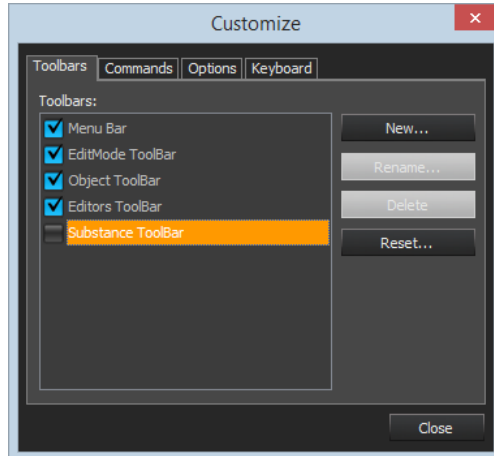 Customize
Toolbars Commands Options Keyboard
Toolbars:
Menu Bar
EditMode ToolBar
Object ToolBar
Editors ToolBar
Substance ToolBar
New...
Rename...
Delete
Reset...
Close